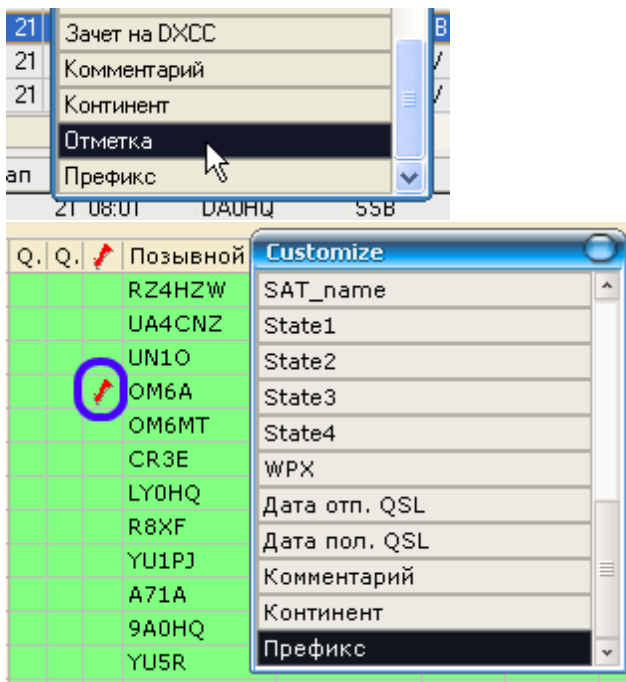 21 Зачет на DXCC В
21 Комментарий
21 Континент
Отметка
ап Префикс
21 08:01 DA0HQ SSB
Q. Q. Позывной Customize
RZ4HZW SAT_name
UA4CNZ State1
UN1O State2
OM6A State3
OM6MT State4
CR3E WPX
LY0HQ Дата отп. QSL
R8XF Дата пол. QSL
YU1PJ Комментарий
A71A Континент
9A0HQ Префикс
YU5R